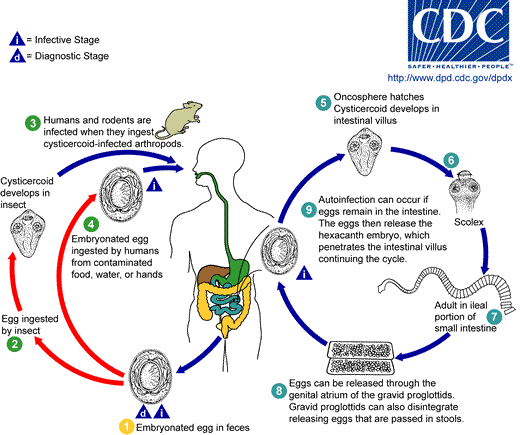 i = Infective Stage
d = Diagnostic Stage
CDC
SAFER•HEALTHIER•PEOPLE™
http://www.dpd.cdc.gov/dpdx
3
Humans and rodents are
infected when they ingest
cysticercoid-infected arthropods.
5
Oncosphere hatches
Cysticercoid develops in
intestinal villus
6
Scolex
Cysticercoid
develops in
insect
i
4
Embryonated egg
ingested by humans
from contaminated
food, water, or hands
9
Autoinfection can occur if
eggs remain in the intestine.
The eggs then release the
hexacanth embryo, which
penetrates the intestinal villus
continuing the cycle.
i
7
Adult in ileal
portion of
small intestine
Egg ingested
by insect
2
8
Eggs can be released through the
genital atrium of the gravid proglottids.
Gravid proglottids can also disintegrate
releasing eggs that are passed in stools.
d i
1
Embryonated egg in feces